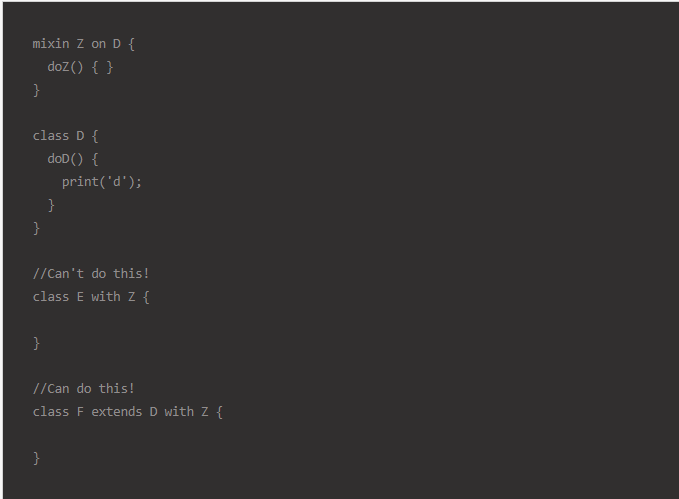 mixin Z on D {
  doZ() { }
}

class D {
  doD() {
    print('d');
  }
}

//Can't do this!
class E with Z {

}

//Can do this!
class F extends D with Z {

}